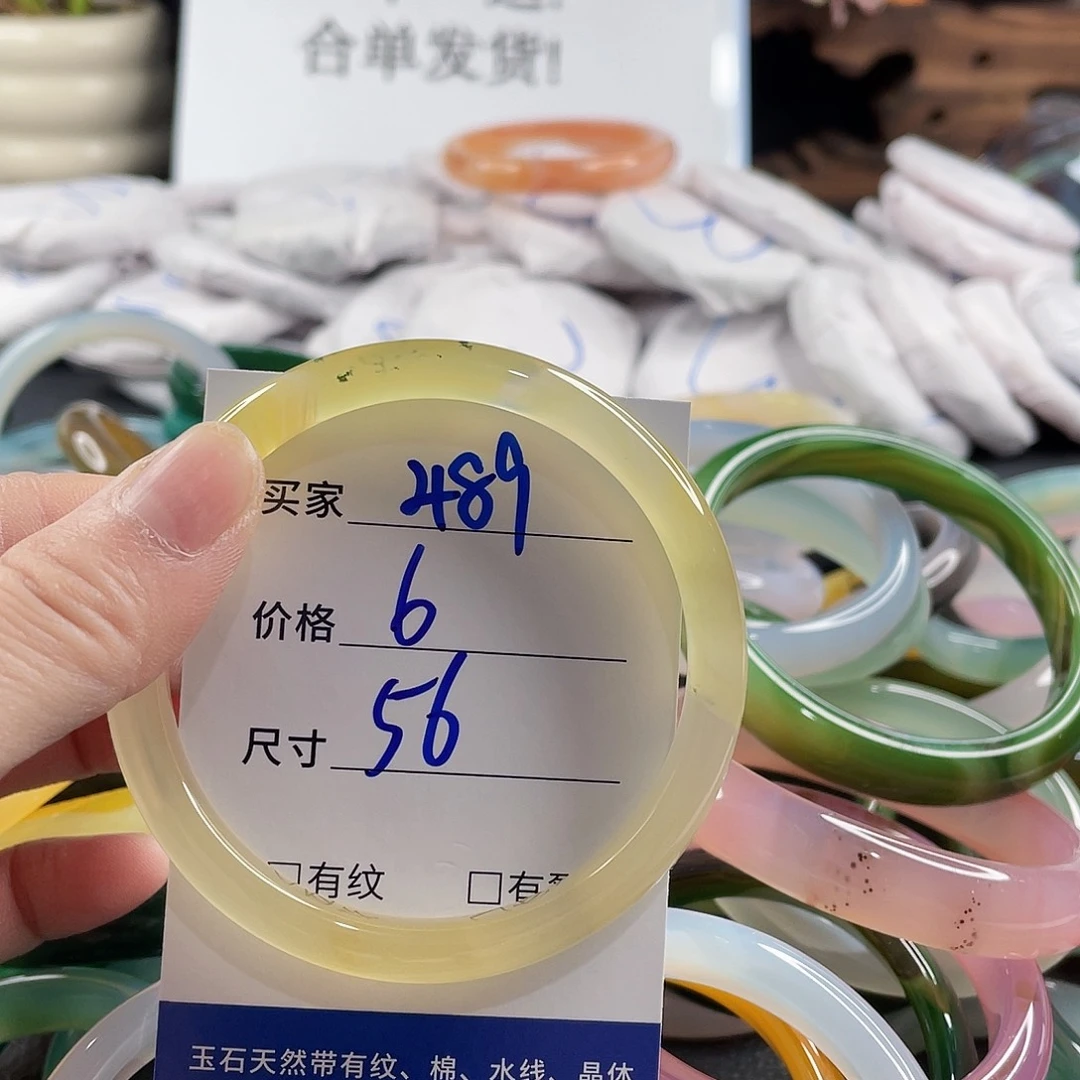 合单发货!
买家 489
价格 6
尺寸 56
□有纹 □有
玉石天然带有纹、棉、水线、晶体